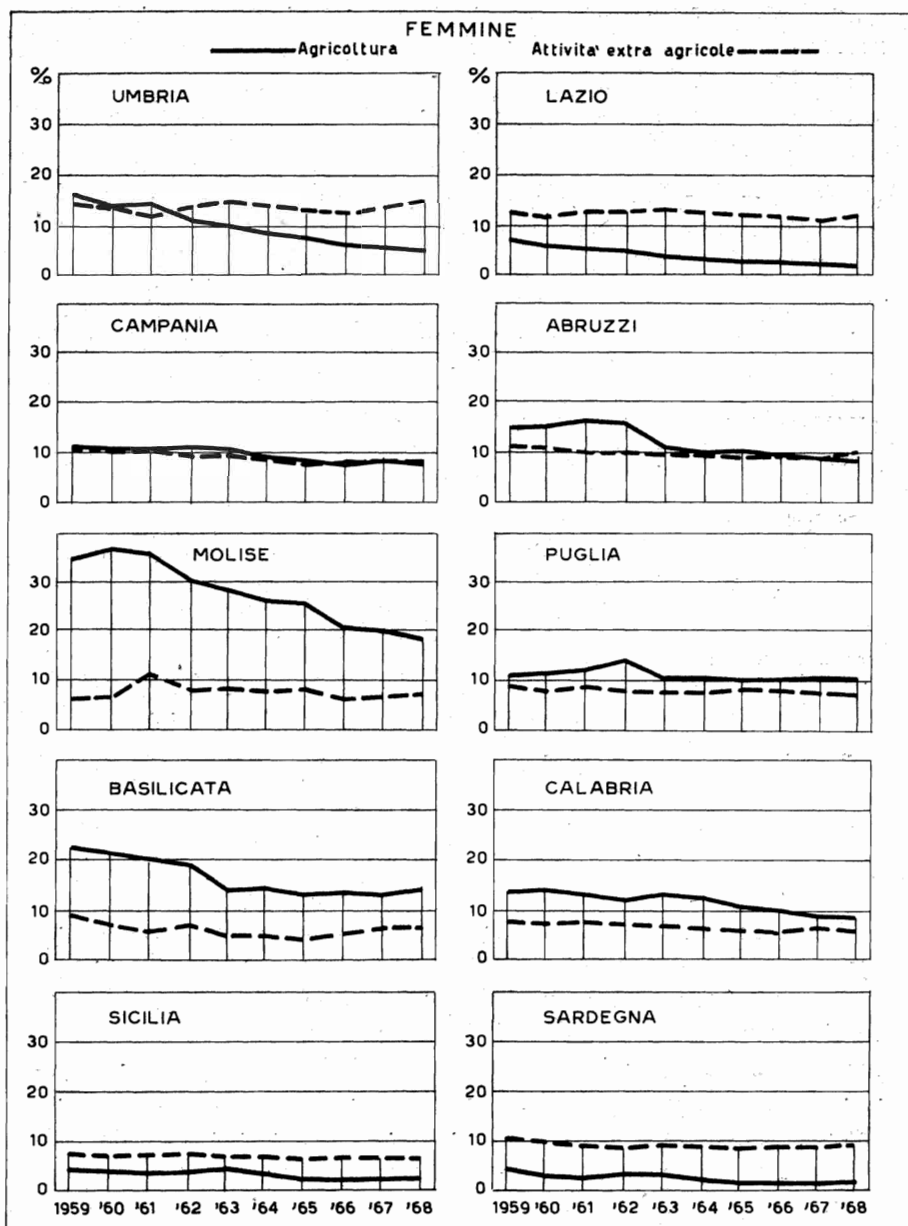 FEMMINE
Agricoltura Attivita' extra agricole
% %
UMBRIA LAZIO
30 30
20 20
10 10
0 0
CAMPANIA ABRUZZI
30 30
20 20
10 10
0 0
MOLISE PUGLIA
30 30
20 20
10 10
0 0
BASILICATA CALABRIA
30 30
20 20
10 10
0 0
SICILIA SARDEGNA
30 30
20 20
10 10
0 0
1959 '60 '61 '62 '63 '64 '65 '66 '67 '68 1959 '60 '61 '62 '63 '64 '65 '66 '67 '68